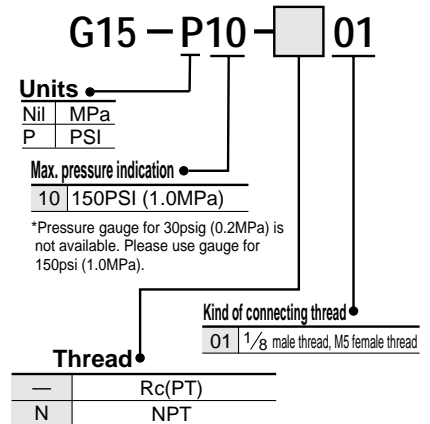 G15 – P10 – 01
Units
Nil MPa
P PSI
Max. pressure indication
10 150PSI (1.0MPa)
*Pressure gauge for 30psig (0.2MPa) is
not available. Please use gauge for
150psi (1.0MPa).
Kind of connecting thread
01 1/8 male thread, M5 female thread
Thread
— Rc(PT)
N NPT